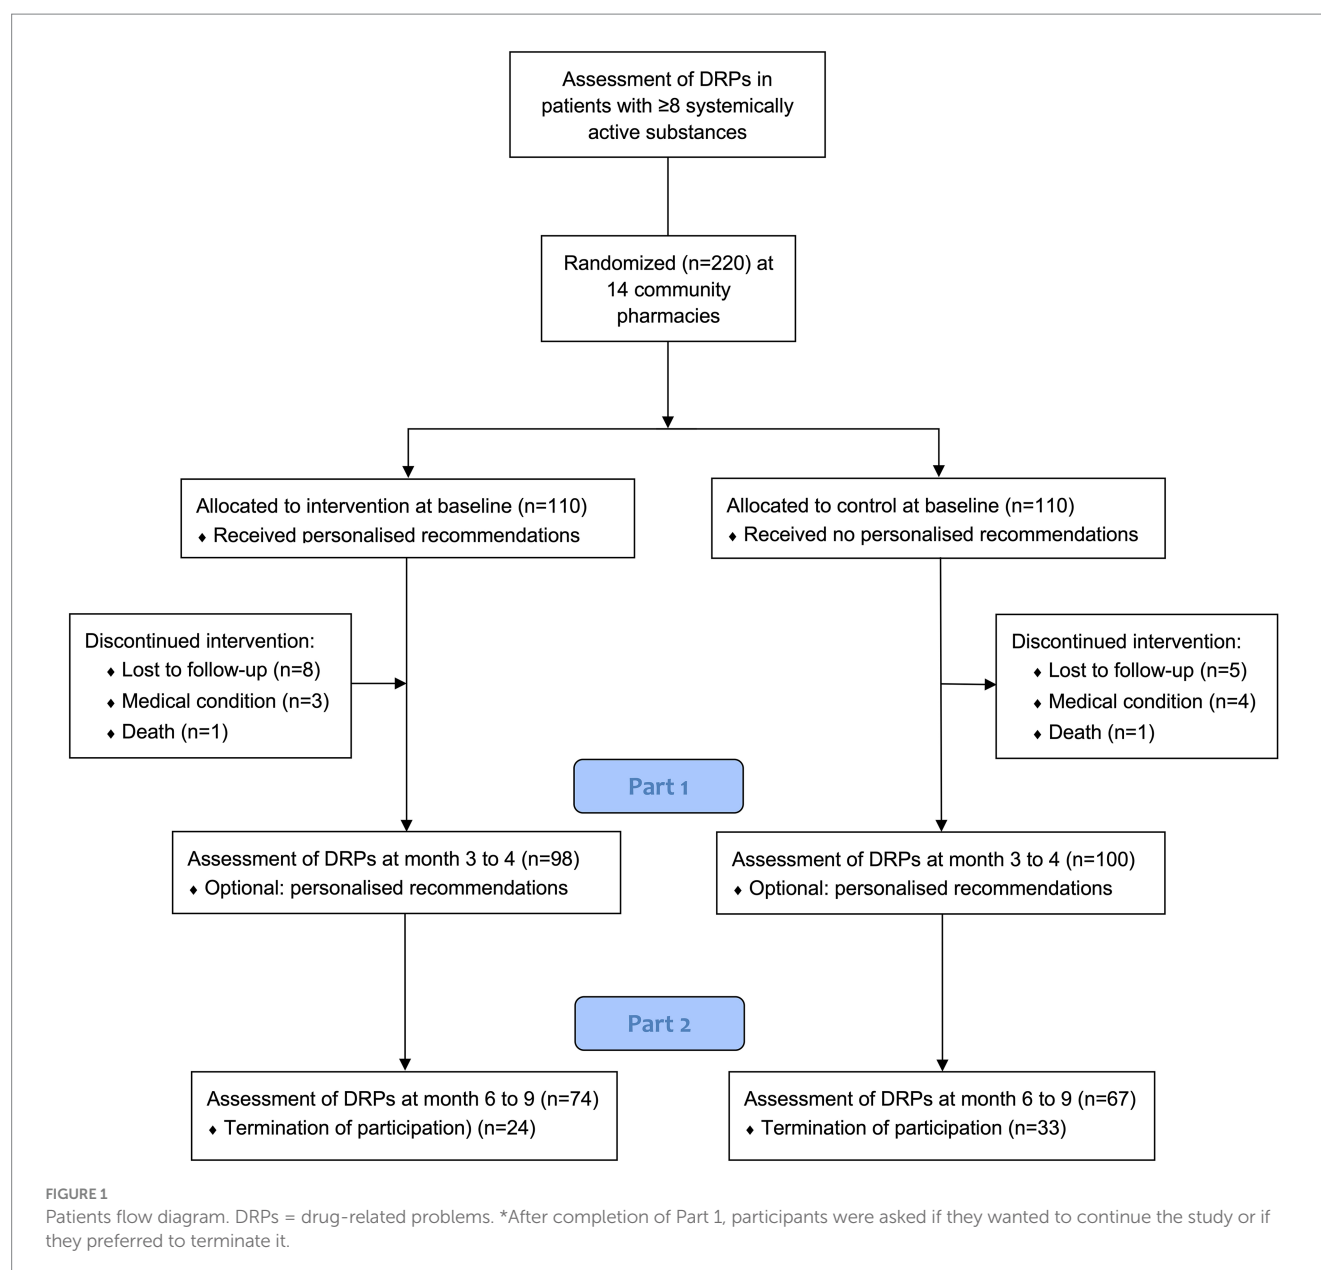 Assessment of DRPs in
patients with ≥8 systemically
active substances
Randomized (n=220) at
14 community
pharmacies
Allocated to intervention at baseline (n=110)
♦ Received personalised recommendations
Allocated to control at baseline (n=110)
♦ Received no personalised recommendations
Discontinued intervention:
♦ Lost to follow-up (n=8)
♦ Medical condition (n=3)
♦ Death (n=1)
Discontinued intervention:
♦ Lost to follow-up (n=5)
♦ Medical condition (n=4)
♦ Death (n=1)
Part 1
Assessment of DRPs at month 3 to 4 (n=98)
♦ Optional: personalised recommendations
Assessment of DRPs at month 3 to 4 (n=100)
♦ Optional: personalised recommendations
Part 2
Assessment of DRPs at month 6 to 9 (n=74)
♦ Termination of participation) (n=24)
Assessment of DRPs at month 6 to 9 (n=67)
♦ Termination of participation (n=33)
FIGURE 1
Patients flow diagram. DRPs = drug-related problems. *After completion of Part 1, participants were asked if they wanted to continue the study or if
they preferred to terminate it.